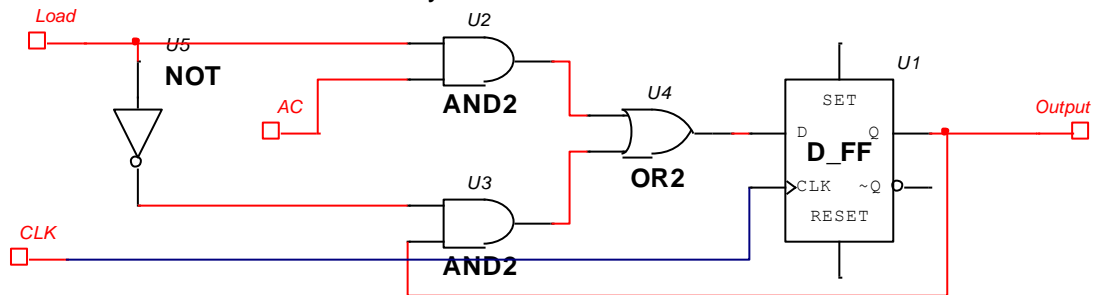 Load
U5
NOT
U2
AND2
AC
U4
OR2
U1
SET
D Q
D_FF
CLK ~Q
RESET
Output
U3
AND2
CLK